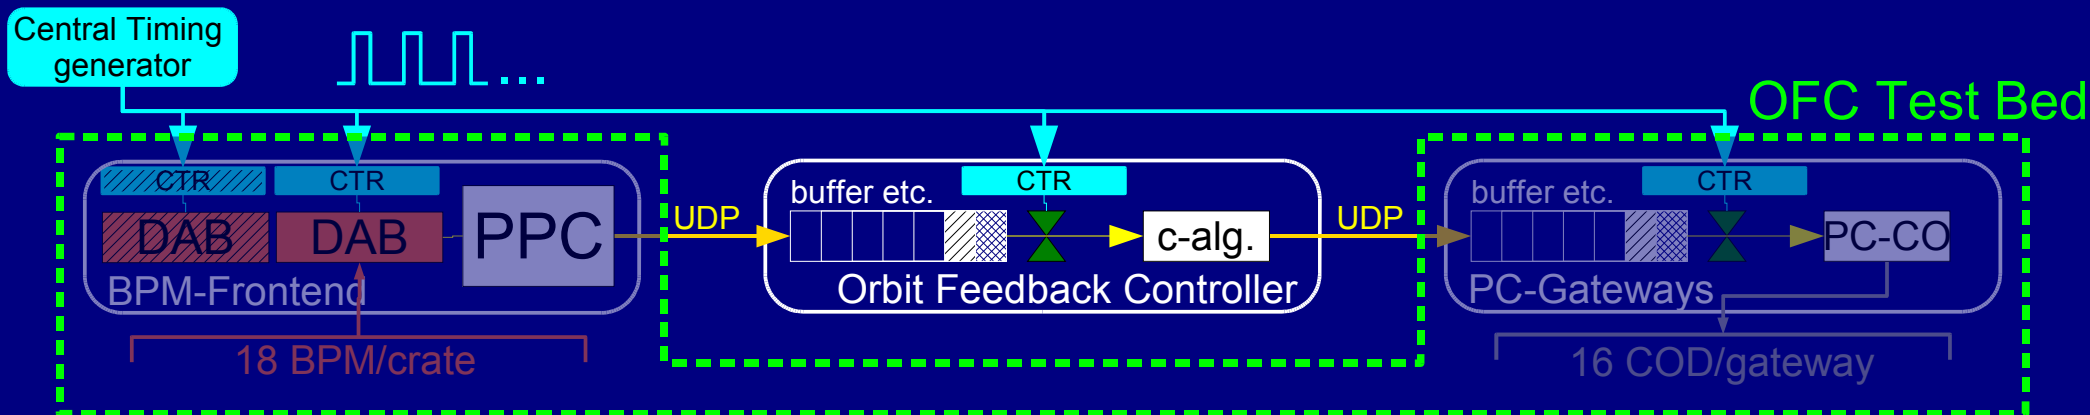 Central Timing
generator
...
OFC Test Bed
CTR
CTR
DAB
DAB
PPC
BPM-Frontend
18 BPM/crate
UDP
buffer etc.
CTR
c-alg.
Orbit Feedback Controller
UDP
buffer etc.
CTR
PC-CO
PC-Gateways
16 COD/gateway